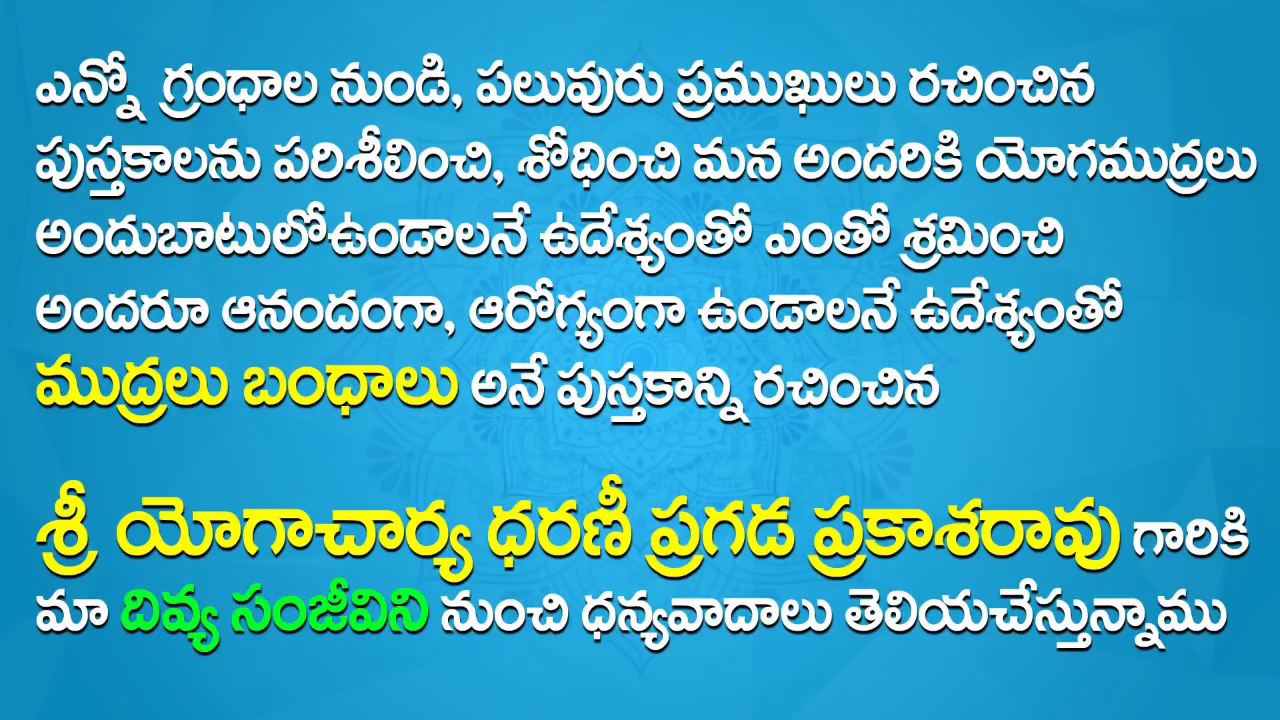 ఎన్నో గ్రంధాల నుండి, పలువురు ప్రముఖులు రచించిన
పుస్తకాలను పరిశీలించి, శోధించి మన అందరికి యోగముద్రలు
అందుబాటులోఉండాలనే ఉదేశ్యంతో ఎంతో శ్రమించి
అందరూ ఆనందంగా, ఆరోగ్యంగా ఉండాలనే ఉదేశ్యంతో
ముద్రలు బంధాలు అనే పుస్తకాన్ని రచించిన
శ్రీ యోగాచార్య ధరణీ ప్రగడ ప్రకాశరావు గారికి
మా దివ్య సంజీవిని నుంచి ధన్యవాదాలు తెలియచేస్తున్నాము